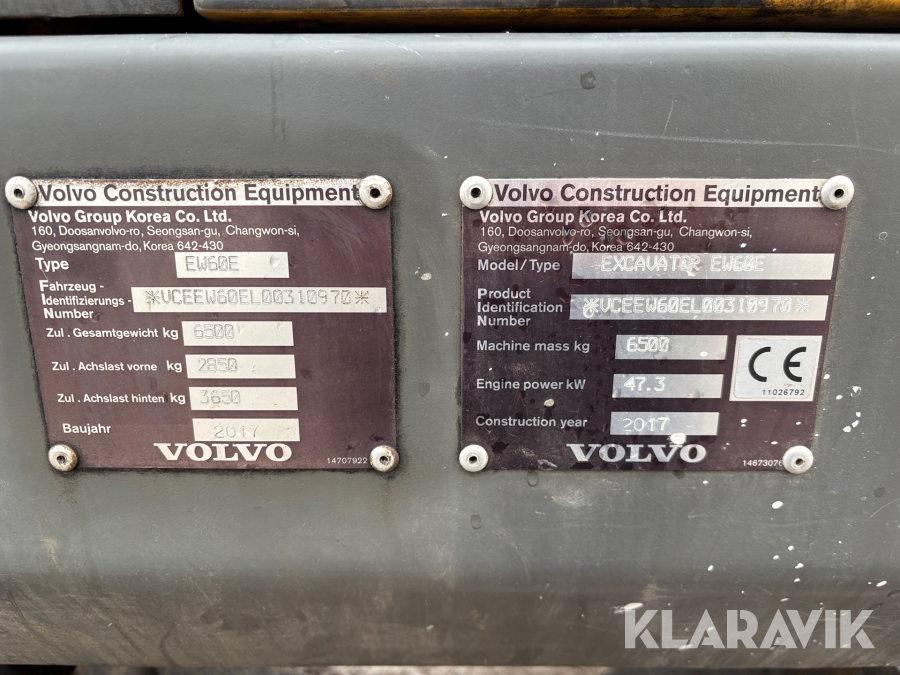 Volvo Construction Equipment
Volvo Group Korea Co. Ltd.
160, Doosanvolvo-ro, Seongsan-gu, Changwon-si,
Gyeongsangnam-do, Korea 642-430
Type EW60E
Fahrzeug -
Identifizierungs - *VCEEW60EL00310970*
Number
Zul. Gesamtgewicht kg 6500
Zul. Achslast vorne kg 2850
Zul. Achslast hinten kg 3650
Baujahr 2017
VOLVO 14707922
Volvo Construction Equipment
Volvo Group Korea Co. Ltd.
160, Doosanvolvo-ro, Seongsan-gu, Changwon-si,
Gyeongsangnam-do, Korea 642-430
Model/Type EXCAVATOR EW60E
Product
Identification *VCEEW60EL00310970*
Number
Machine mass kg 6500
CE
Engine power kW 47.3
11026792
Construction year 2017
VOLVO
KLARAVIK